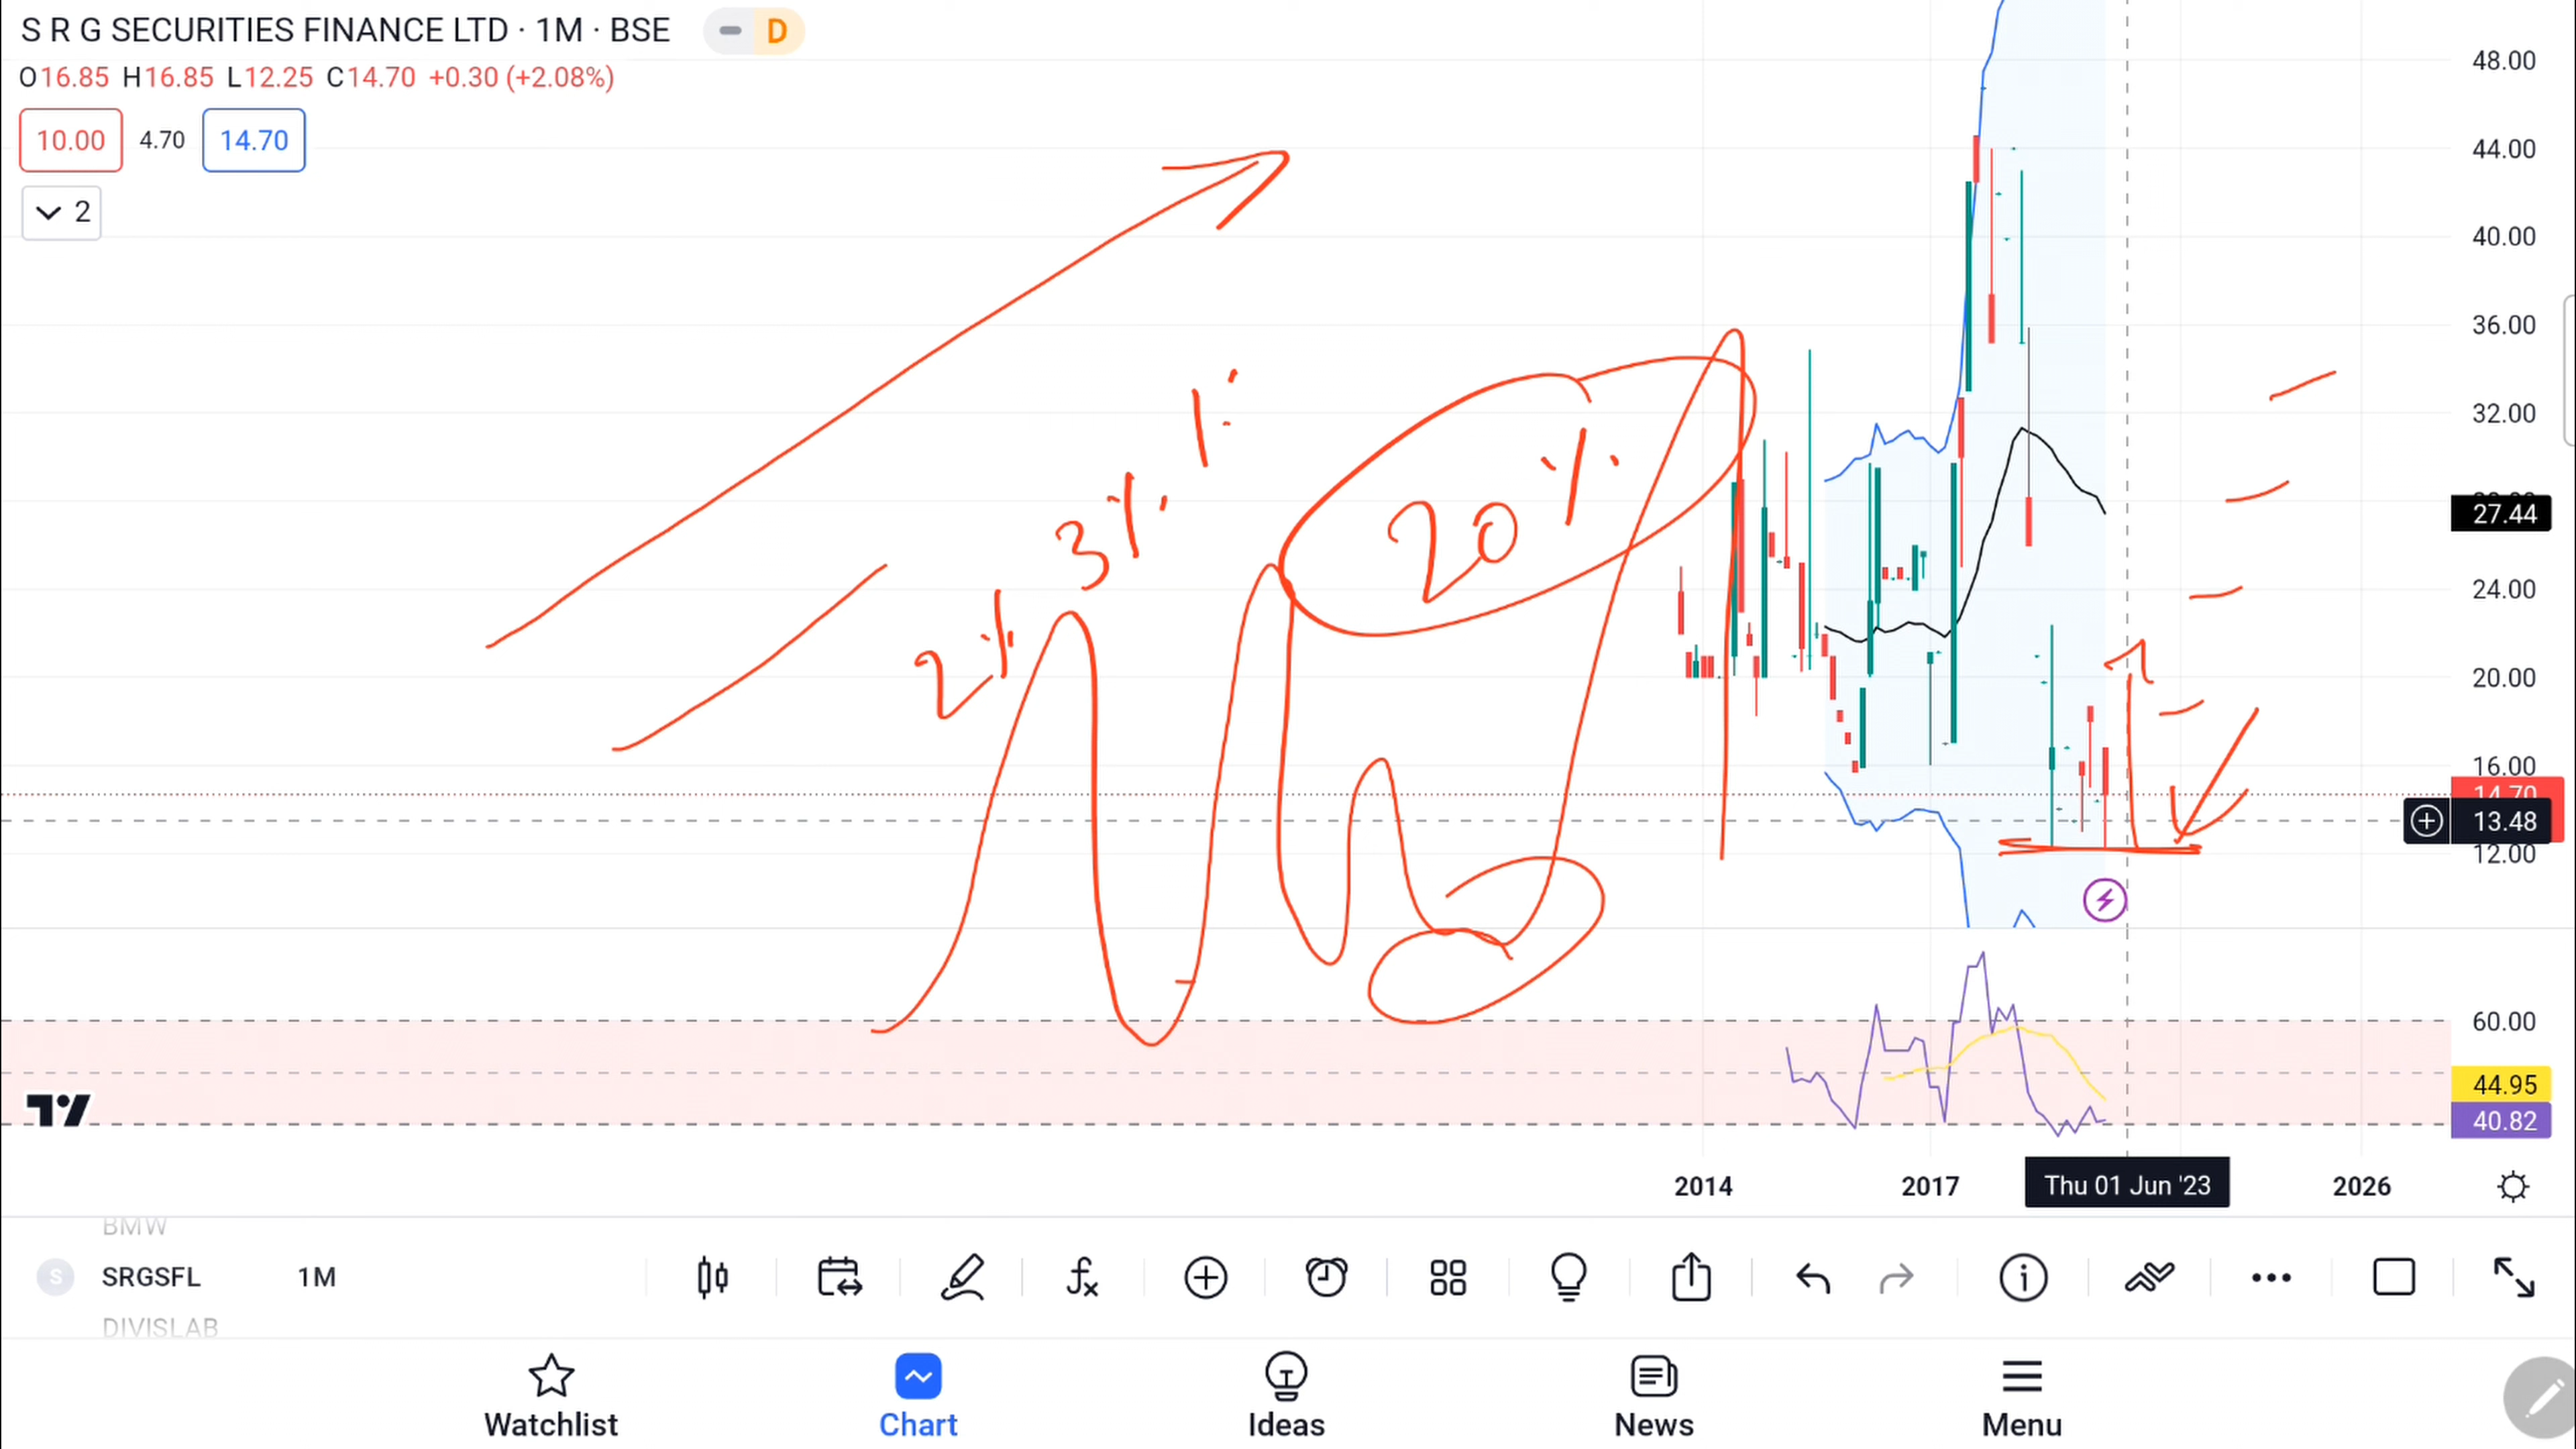 S R G SECURITIES FINANCE LTD · 1M · BSE D
O16.85 H16.85 L12.25 C14.70 +0.30 (+2.08%)
10.00 4.70 14.70
2
48.00
44.00
40.00
36.00
32.00
27.44
24.00
20.00
16.00
14.70
13.48
12.00
2%
3%
20%
60.00
44.95
40.82
2014 2017 Thu 01 Jun '23 2026
BMW
S SRGSFL 1M
DIVISLAB
Watchlist Chart Ideas News Menu